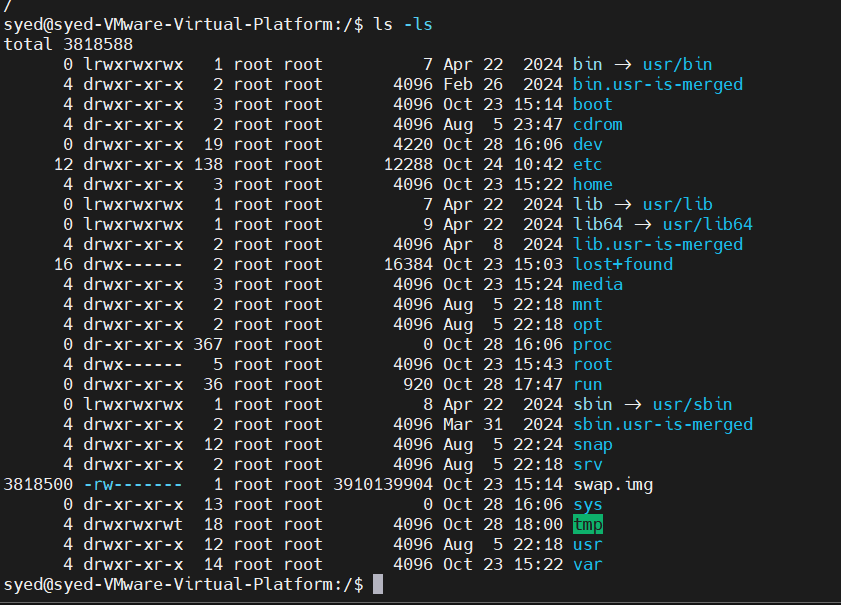 /
syed@syed-VMware-Virtual-Platform:/$ ls -ls
total 3818588
      0 lrwxrwxrwx   1 root root          7 Apr 22  2024 bin → usr/bin
      4 drwxr-xr-x   2 root root       4096 Feb 26  2024 bin.usr-is-merged
      4 drwxr-xr-x   3 root root       4096 Oct 23 15:14 boot
      4 dr-xr-xr-x   2 root root       4096 Aug  5 23:47 cdrom
      0 drwxr-xr-x  19 root root       4220 Oct 28 16:06 dev
     12 drwxr-xr-x 138 root root      12288 Oct 24 10:42 etc
      4 drwxr-xr-x   3 root root       4096 Oct 23 15:22 home
      0 lrwxrwxrwx   1 root root          7 Apr 22  2024 lib → usr/lib
      0 lrwxrwxrwx   1 root root          9 Apr 22  2024 lib64 → usr/lib64
      4 drwxr-xr-x   2 root root       4096 Apr  8  2024 lib.usr-is-merged
     16 drwx------   2 root root      16384 Oct 23 15:03 lost+found
      4 drwxr-xr-x   3 root root       4096 Oct 23 15:24 media
      4 drwxr-xr-x   2 root root       4096 Aug  5 22:18 mnt
      4 drwxr-xr-x   2 root root       4096 Aug  5 22:18 opt
      0 dr-xr-xr-x 367 root root          0 Oct 28 16:06 proc
      4 drwx------   5 root root       4096 Oct 23 15:43 root
      0 drwxr-xr-x  36 root root        920 Oct 28 17:47 run
      0 lrwxrwxrwx   1 root root          8 Apr 22  2024 sbin → usr/sbin
      4 drwxr-xr-x   2 root root       4096 Mar 31  2024 sbin.usr-is-merged
      4 drwxr-xr-x  12 root root       4096 Aug  5 22:24 snap
      4 drwxr-xr-x   2 root root       4096 Aug  5 22:18 srv
3818500 -rw-------   1 root root 3910139904 Oct 23 15:14 swap.img
      0 dr-xr-xr-x  13 root root          0 Oct 28 16:06 sys
      4 drwxrwxrwt  18 root root       4096 Oct 28 18:00 tmp
      4 drwxr-xr-x  12 root root       4096 Aug  5 22:18 usr
      4 drwxr-xr-x  14 root root       4096 Oct 23 15:22 var
syed@syed-VMware-Virtual-Platform:/$